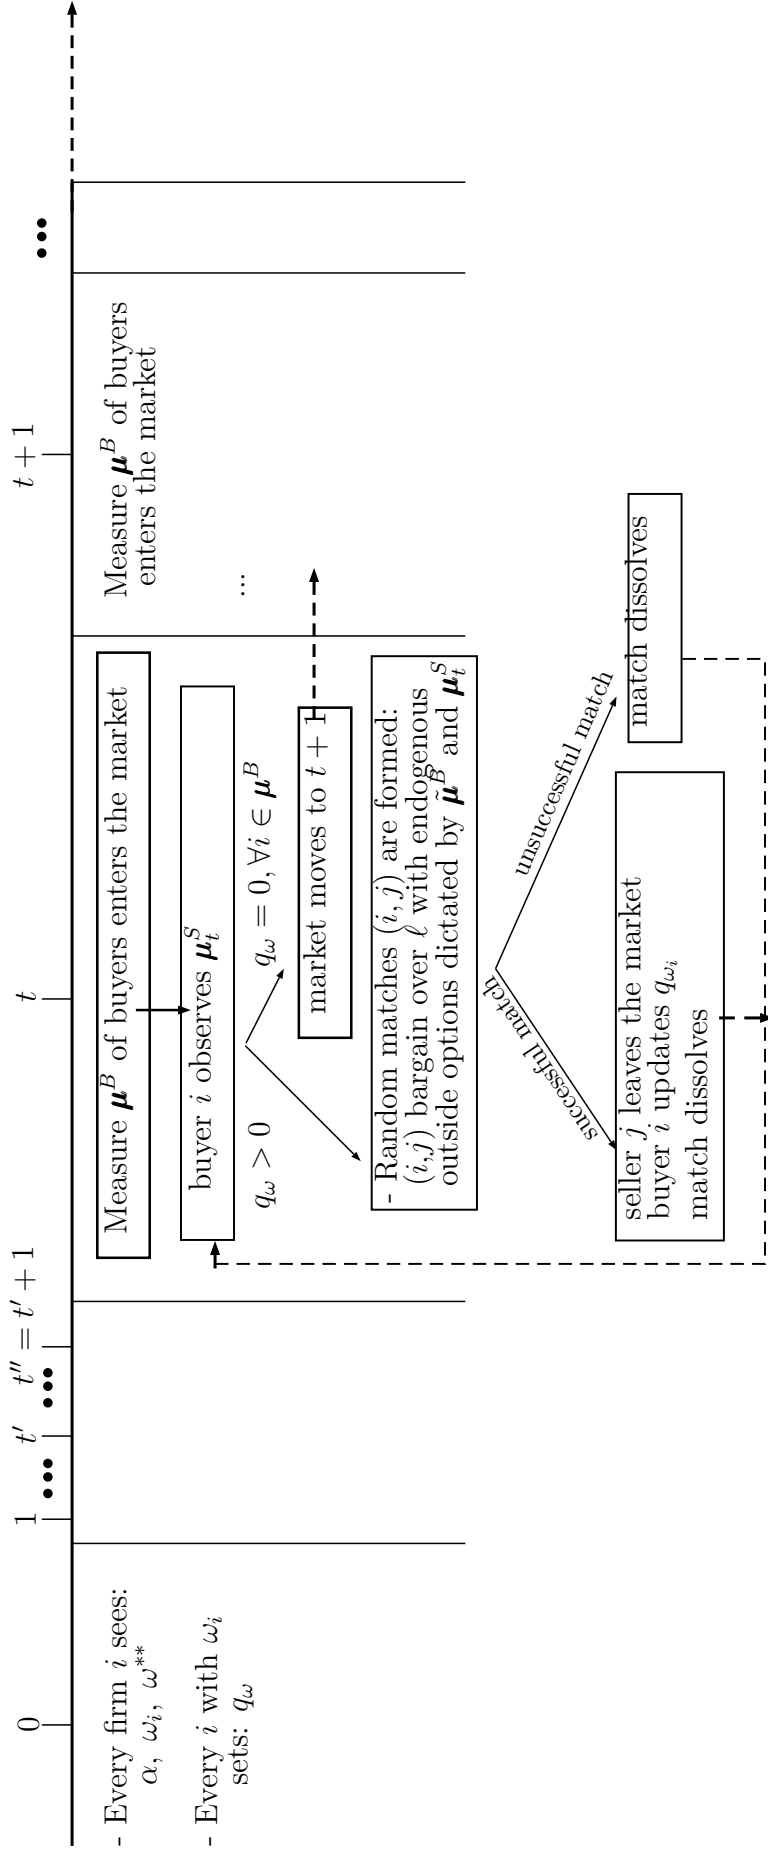 0
1
•••
t′
•••
t″ = t′ + 1
t
t + 1
•••
- Every firm i sees:
α, ω_i, ω**
- Every i with ω_i
sets: q_ω
Measure μ^B of buyers enters the market
buyer i observes μ_t^S
q_ω > 0
q_ω = 0, ∀i ∈ μ^B
market moves to t + 1
- Random matches (i, j) are formed:
(i,j) bargain over ℓ with endogenous
outside options dictated by μ̃^B and μ_t^S
successful match
unsuccessful match
seller j leaves the market
buyer i updates q_{ω_i}
match dissolves
match dissolves
Measure μ^B of buyers
enters the market
...